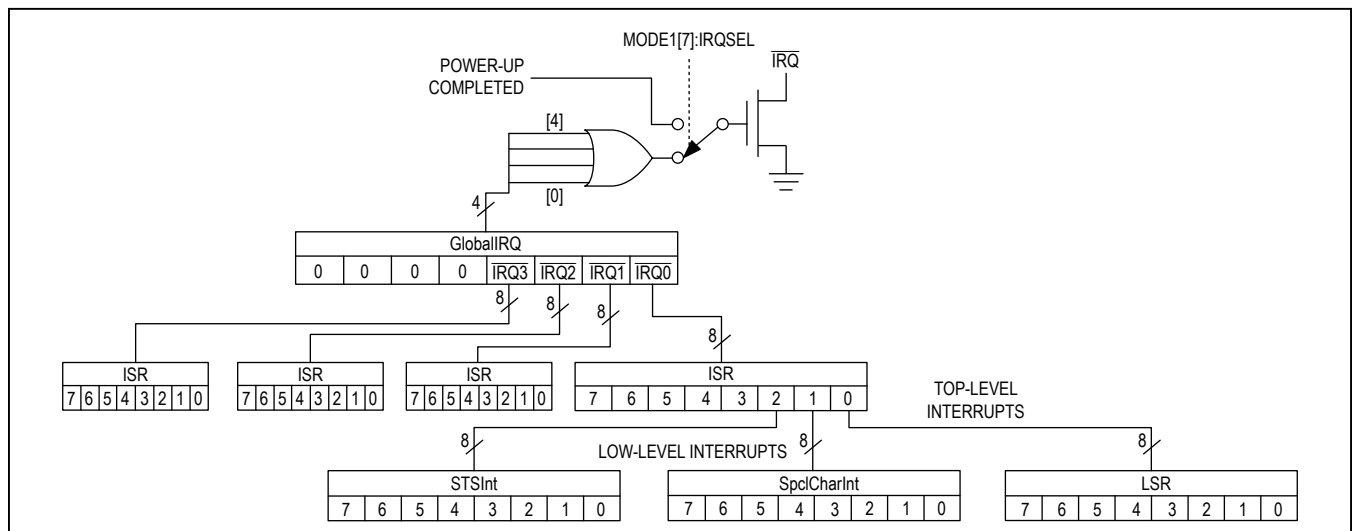 MODE1[7]:IRQSEL
IRQ
POWER-UP
COMPLETED
[4]
[0]
4
GlobalIRQ
0 0 0 0 IRQ3 IRQ2 IRQ1 IRQ0
8 8 8 8
ISR ISR ISR ISR
7 6 5 4 3 2 1 0 7 6 5 4 3 2 1 0 7 6 5 4 3 2 1 0 7 6 5 4 3 2 1 0
TOP-LEVEL
INTERRUPTS
8 LOW-LEVEL INTERRUPTS 8 8
STSInt SpclCharInt LSR
7 6 5 4 3 2 1 0 7 6 5 4 3 2 1 0 7 6 5 4 3 2 1 0